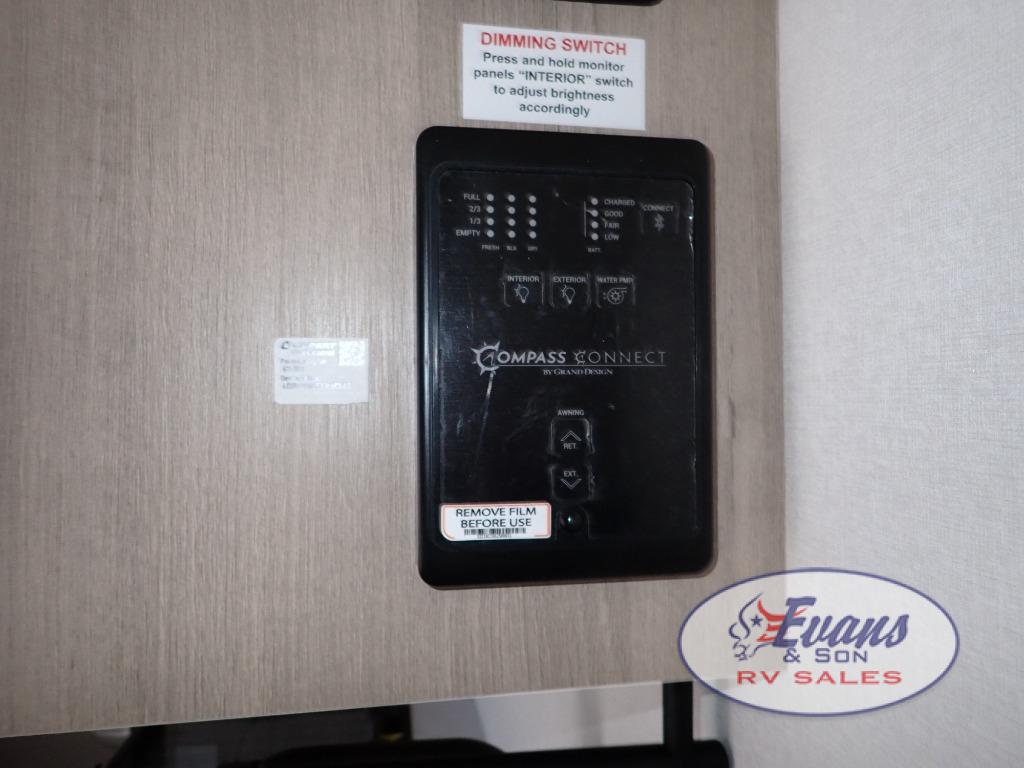 DIMMING SWITCH
Press and hold monitor
panels “INTERIOR” switch
to adjust brightness
accordingly
FULL
2/3
1/3
EMPTY
FRESH BLK GRY
CHARGED
GOOD
FAIR
LOW
BATT.
CONNECT
INTERIOR EXTERIOR WATER PMP
COMPASS CONNECT
BY GRAND DESIGN
AWNING
RET.
EXT.
REMOVE FILM
BEFORE USE
Evans
& SON
RV SALES